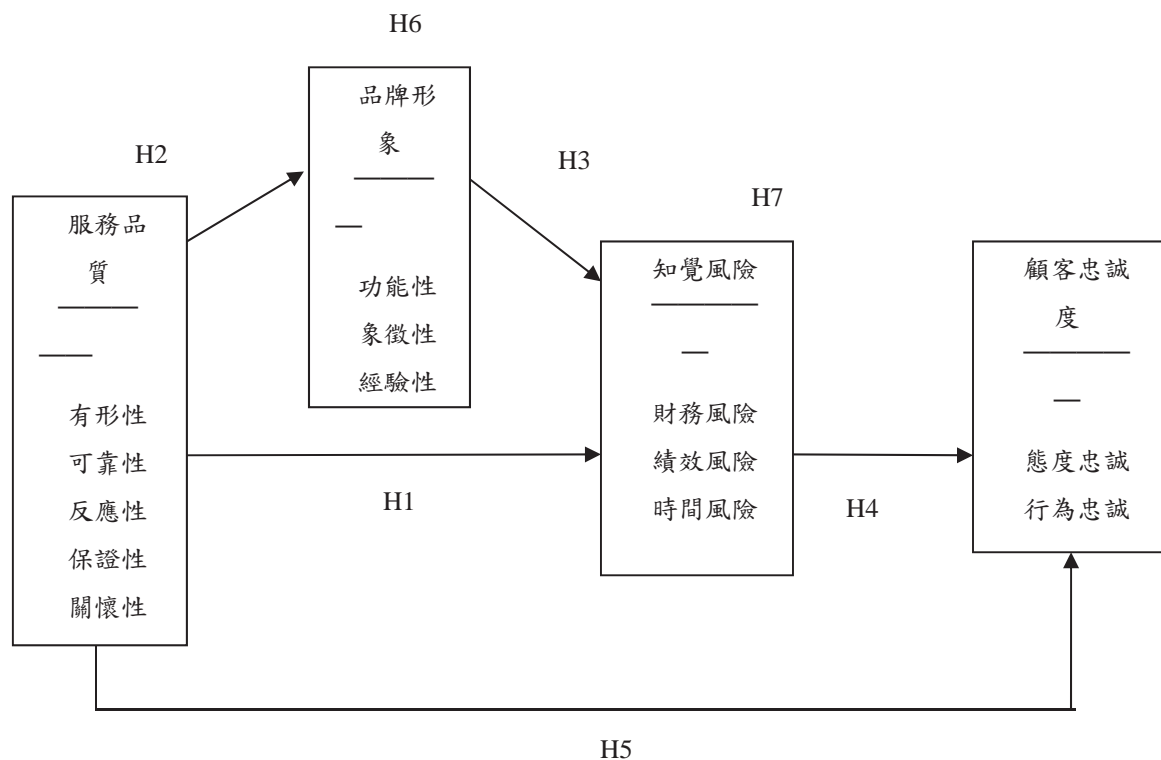 H6
品牌形
象
功能性
象徵性
經驗性
H2
H3
H7
服務品
質
有形性
可靠性
反應性
保證性
關懷性
知覺風險
財務風險
績效風險
時間風險
顧客忠誠
度
態度忠誠
行為忠誠
H1
H4
H5